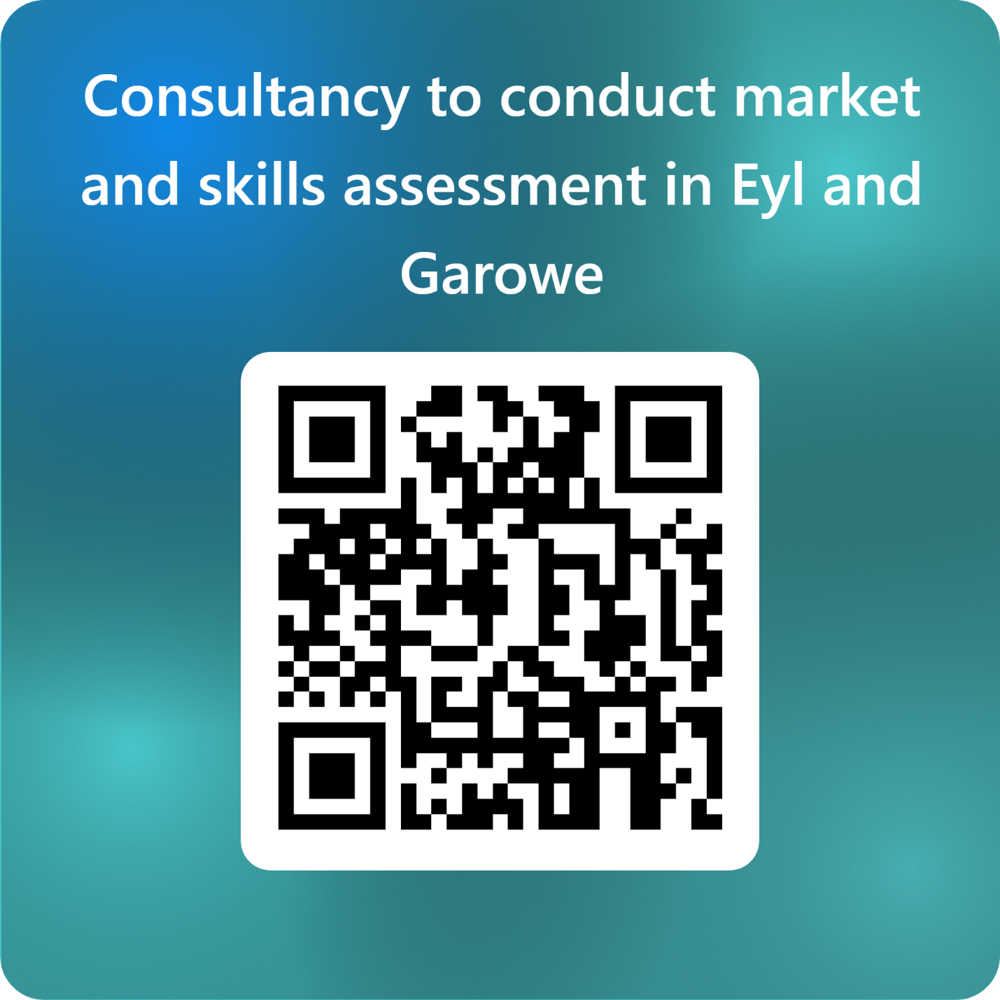 Consultancy to conduct market
and skills assessment in Eyl and
Garowe